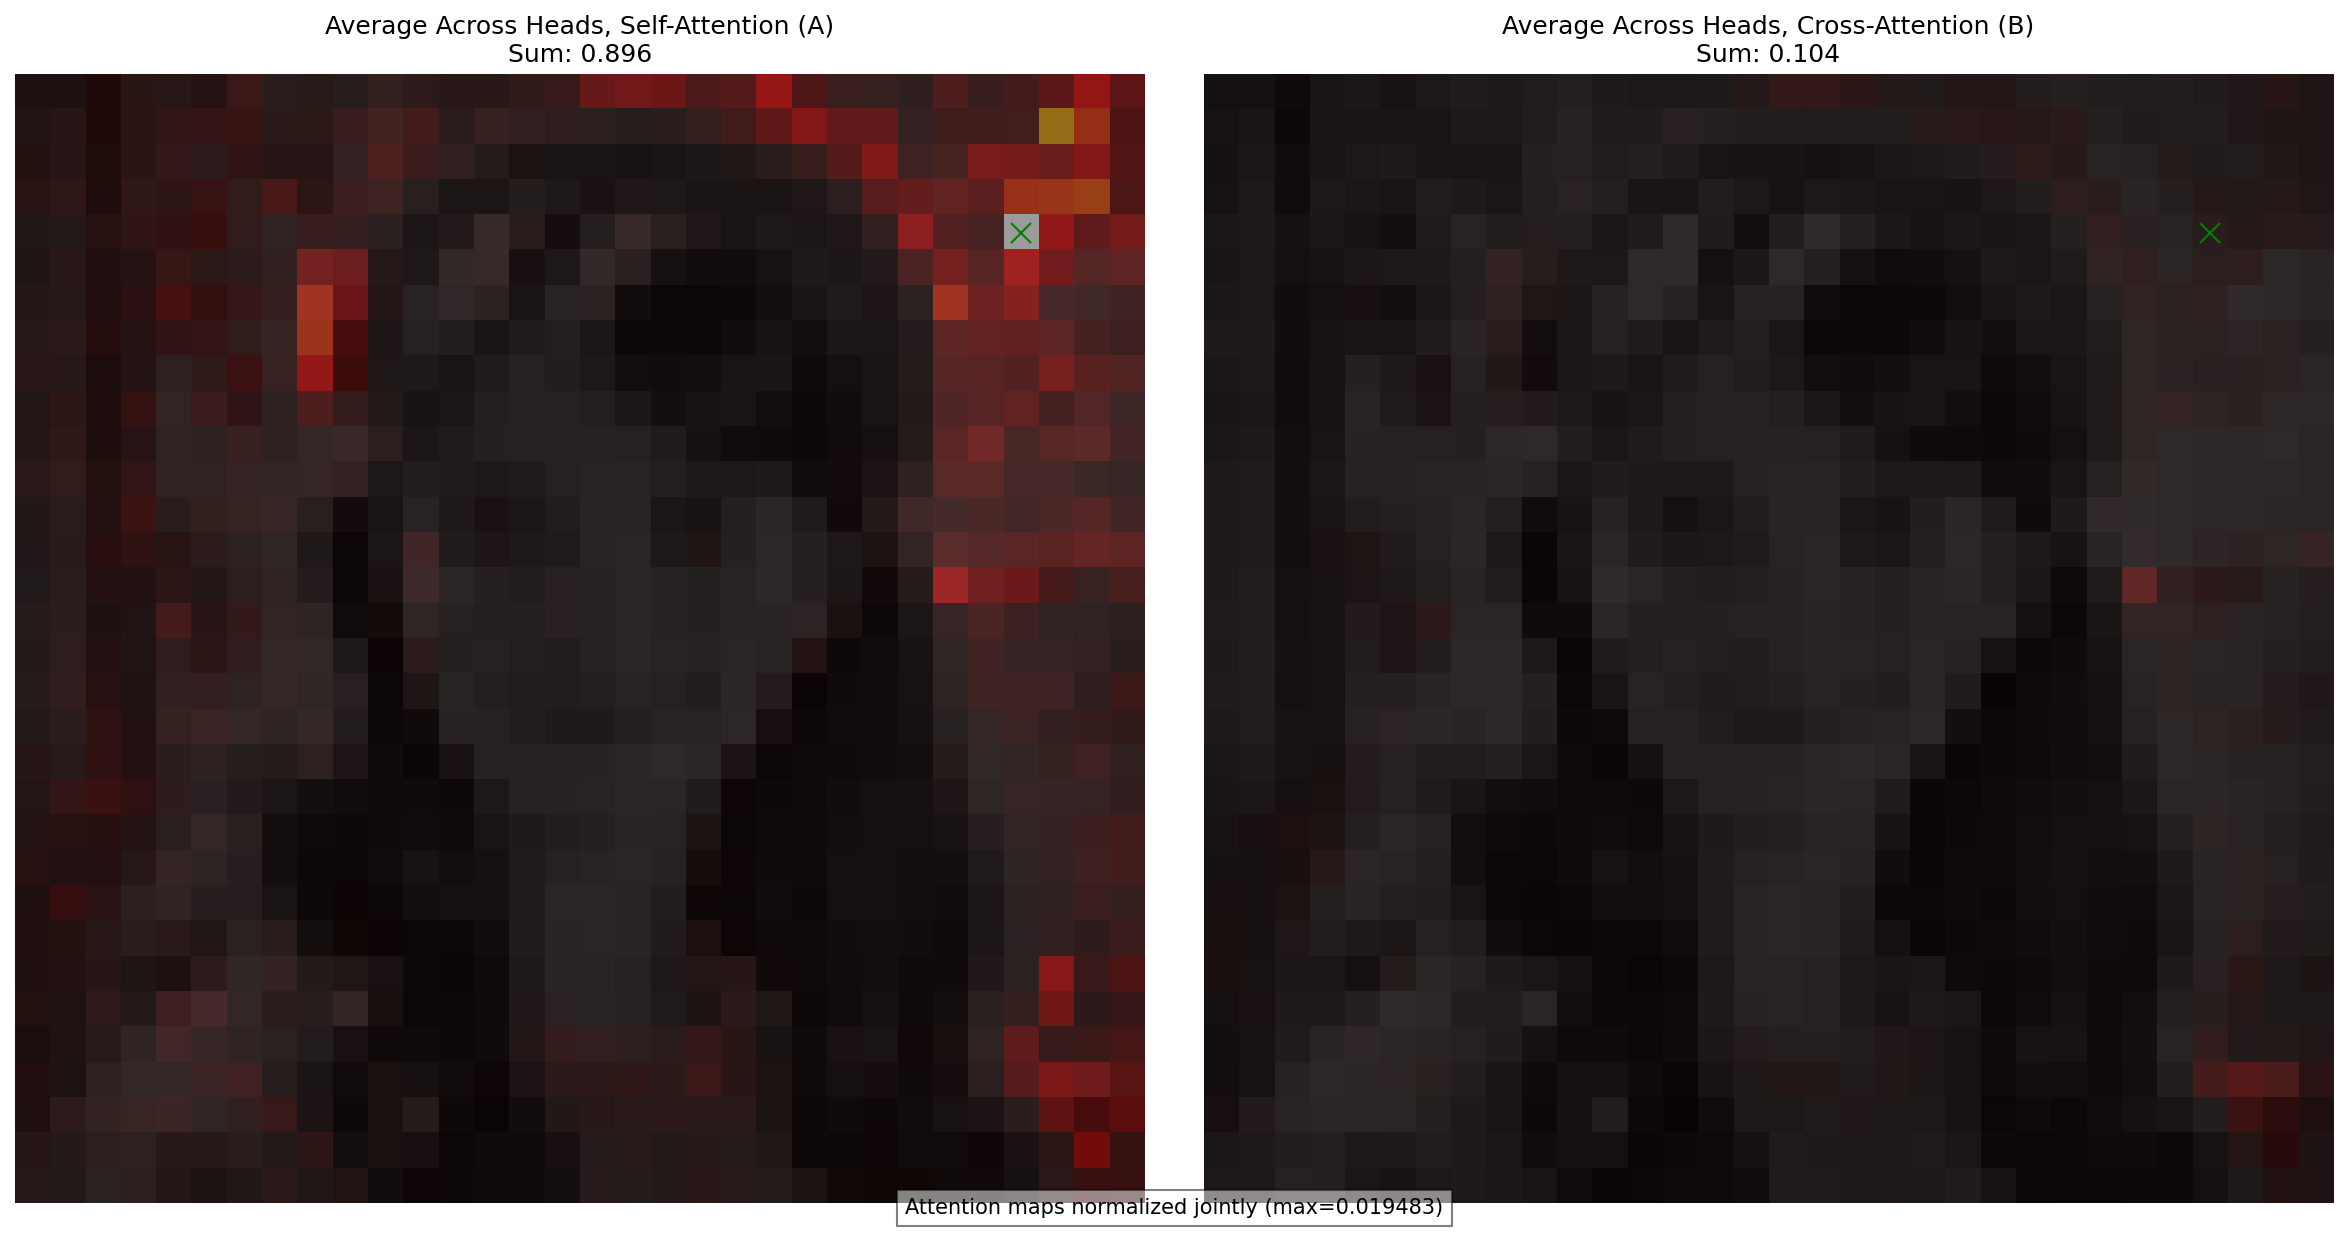 Average Across Heads, Self-Attention (A)
Sum: 0.896
Average Across Heads, Cross-Attention (B)
Sum: 0.104
Attention maps normalized jointly (max=0.019483)